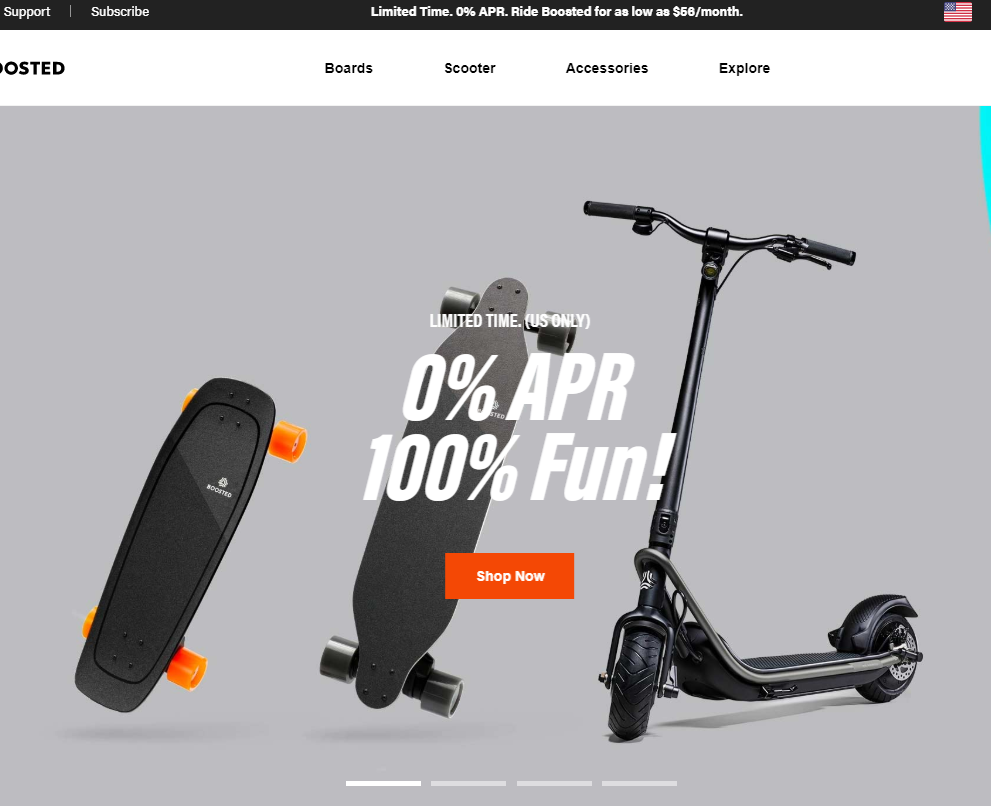 Support
Subscribe
Limited Time. 0% APR. Ride Boosted for as low as $56/month.
OOSTED
Boards
Scooter
Accessories
Explore
LIMITED TIME. (US ONLY)
0% APR
100% Fun!
BOOSTED
Shop Now